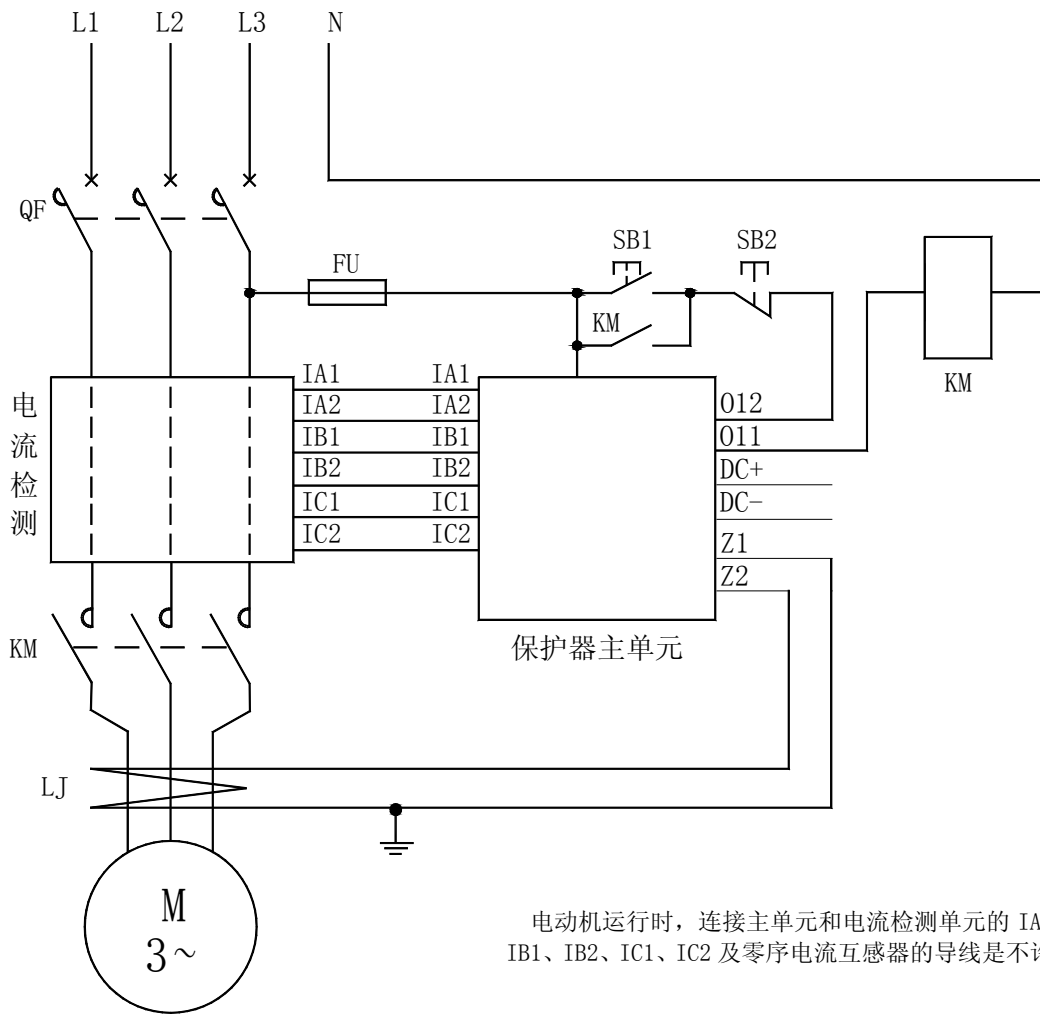 L1 L2 L3 N
QF
FU
SB1 SB2
KM
KM
电流检测
IA1 IA1
IA2 IA2
IB1 IB1
IB2 IB2
IC1 IC1
IC2 IC2
O12
O11
DC+
DC-
Z1
Z2
保护器主单元
KM
LJ
M
3~
电动机运行时，连接主单元和电流检测单元的 IA
IB1、IB2、IC1、IC2 及零序电流互感器的导线是不